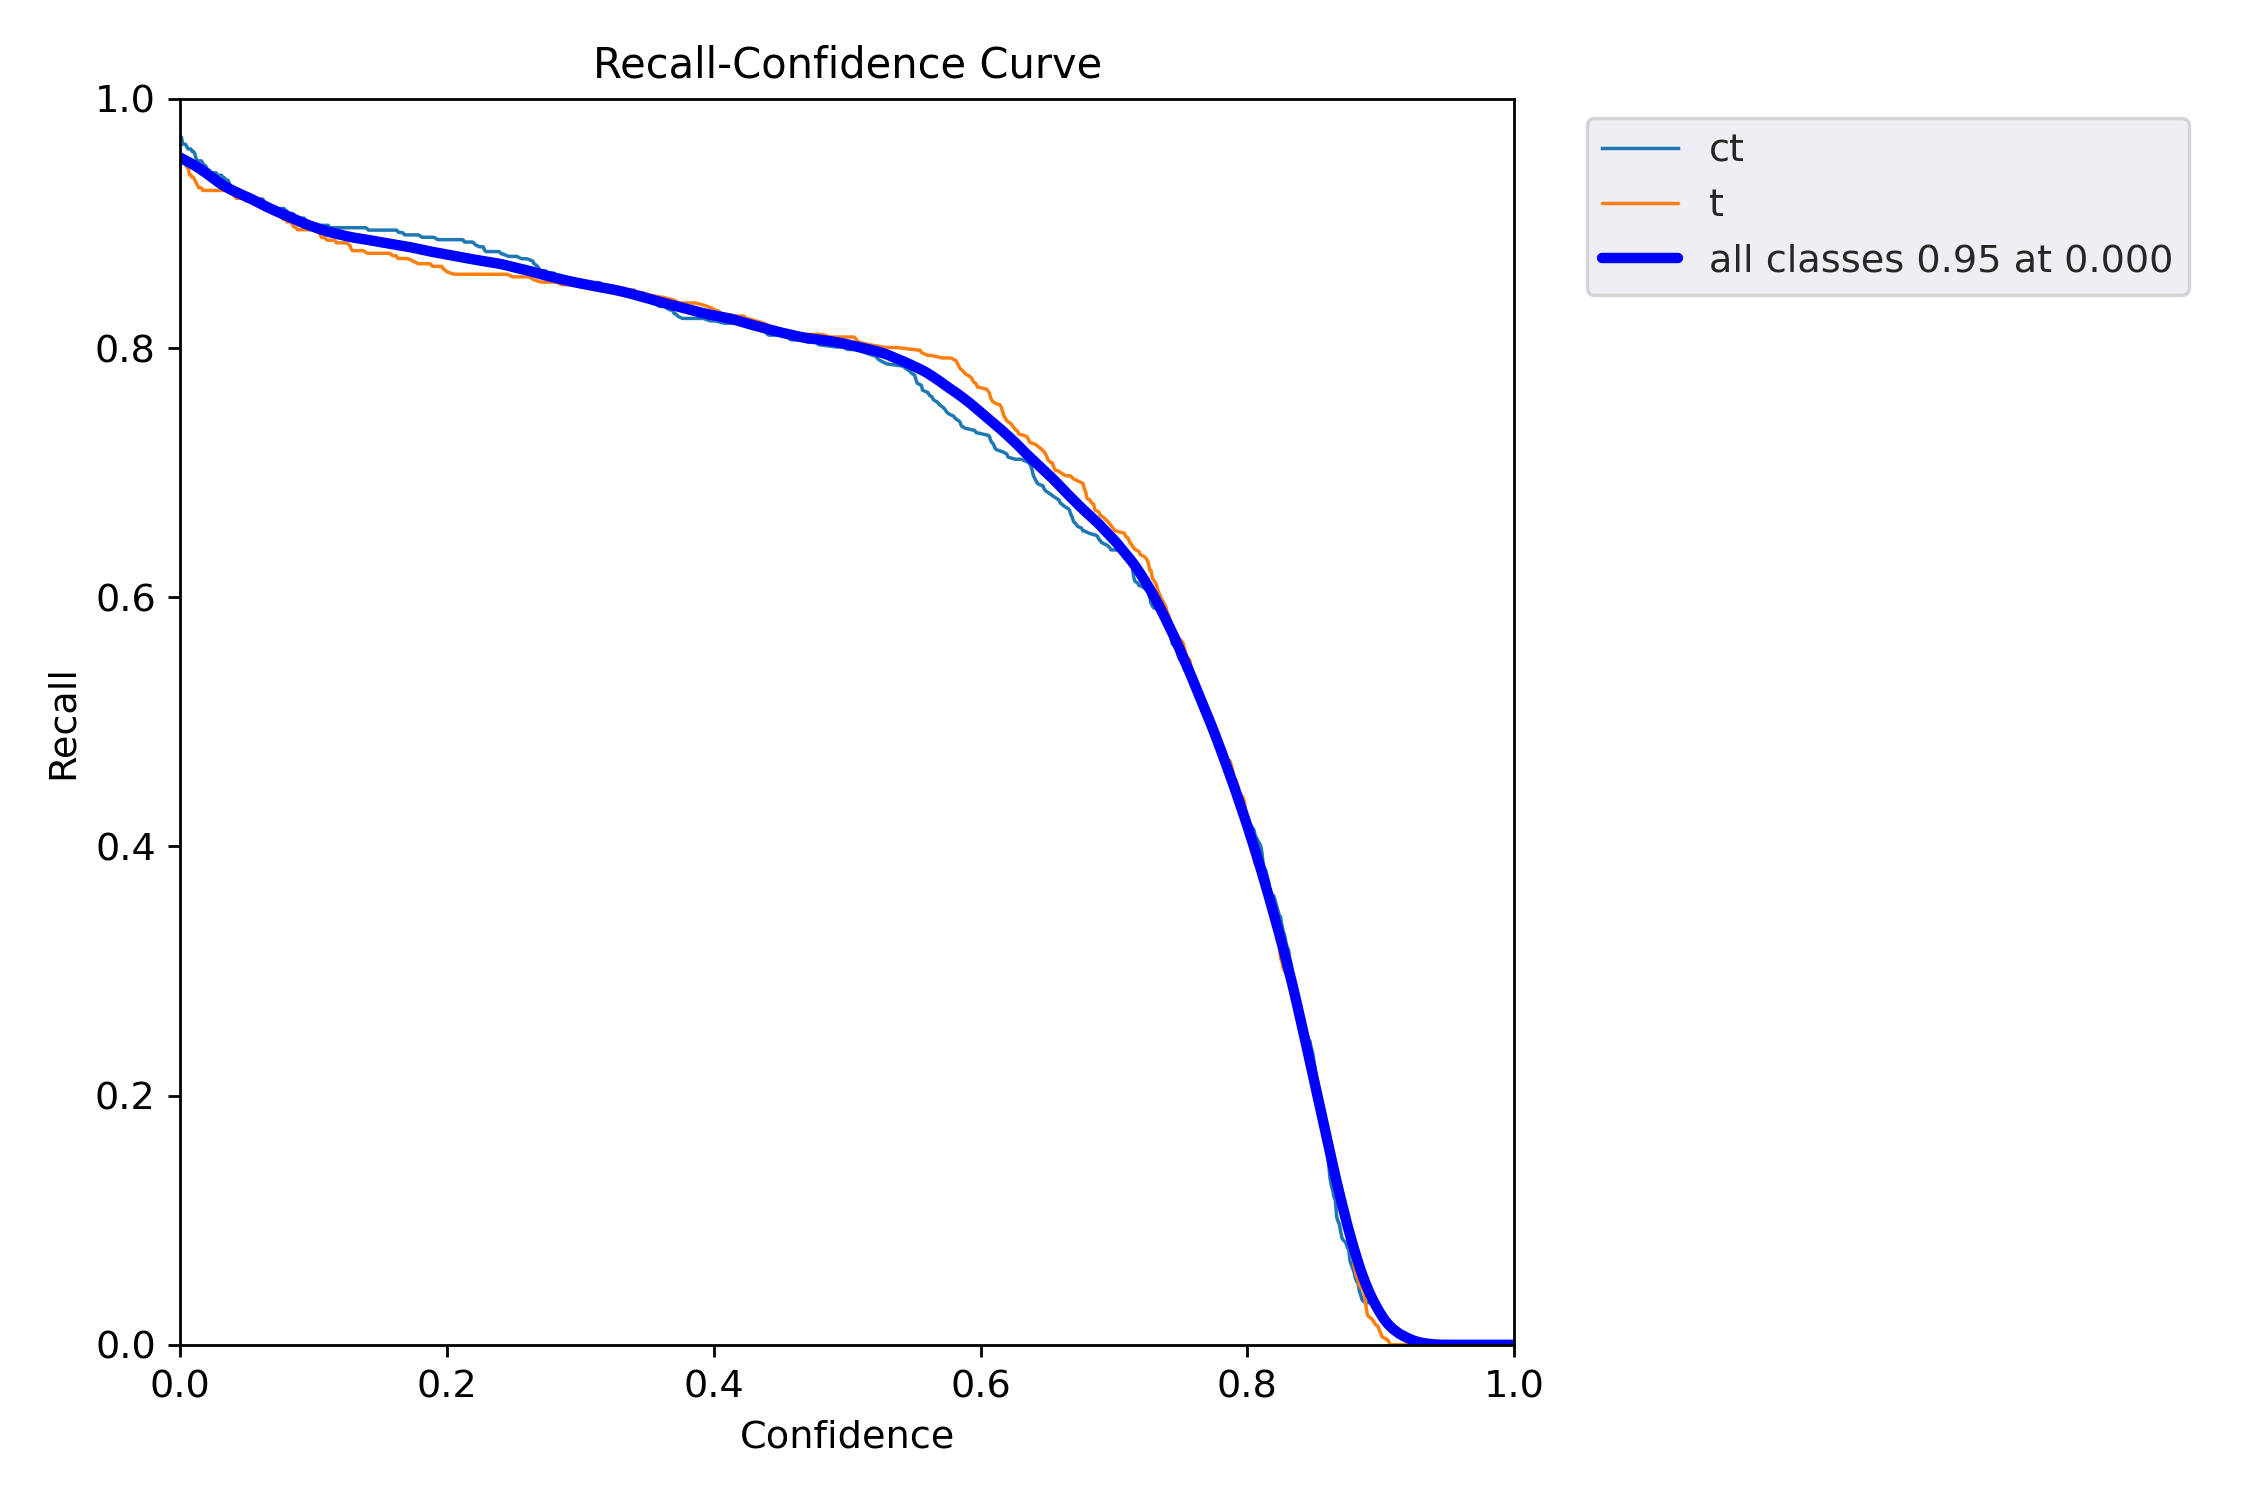 Recall-Confidence Curve
1.0
0.8
0.6
0.4
0.2
0.0
Recall
0.0 0.2 0.4 0.6 0.8 1.0
Confidence
ct
t
all classes 0.95 at 0.000